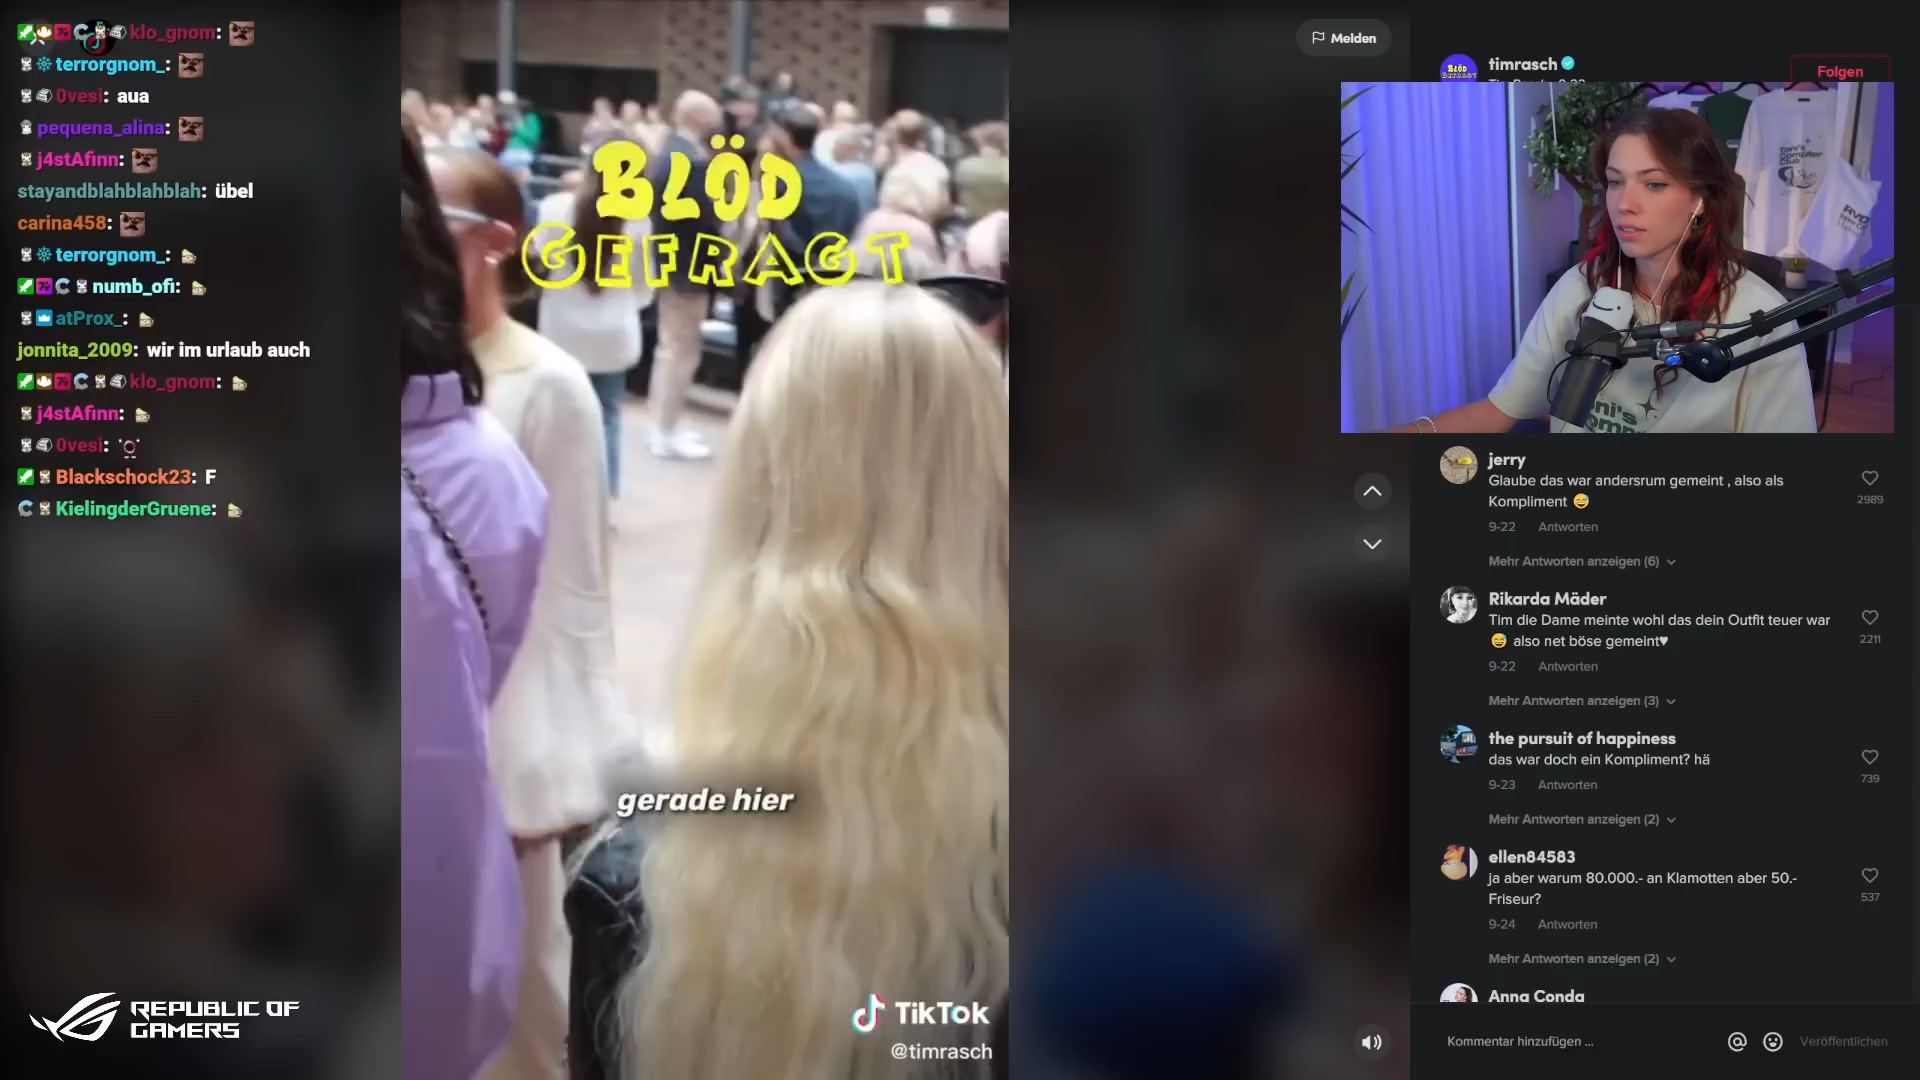 klo_gnom:
terrorgnom_:
0vesi: aua
pequena_alina:
j4stAfinn:
stayandblahblahblah: übel
carina458:
terrorgnom_:
numb_ofi:
atProx_:
jonnita_2009: wir im urlaub auch
klo_gnom:
j4stAfinn:
0vesi:
Blackschock23: F
KielingderGruene:
REPUBLIC OF
GAMERS
BLÖD
GEFRAGT
gerade hier
TikTok
@timrasch
Melden
timrasch
Folgen
BLÖD
GEFRAGT
Toni's
Computer
Club
jerry
Glaube das war andersrum gemeint , also als
Kompliment 😅
2989
9-22 Antworten
Mehr Antworten anzeigen (6)
Rikarda Mäder
Tim die Dame meinte wohl das dein Outfit teuer war
😅 also net böse gemeint♥
2211
9-22 Antworten
Mehr Antworten anzeigen (3)
the pursuit of happiness
das war doch ein Kompliment? hä
739
9-23 Antworten
Mehr Antworten anzeigen (2)
ellen84583
ja aber warum 80.000.- an Klamotten aber 50.-
Friseur?
537
9-24 Antworten
Mehr Antworten anzeigen (2)
Anna Conda
Kommentar hinzufügen ...
Veröffentlichen